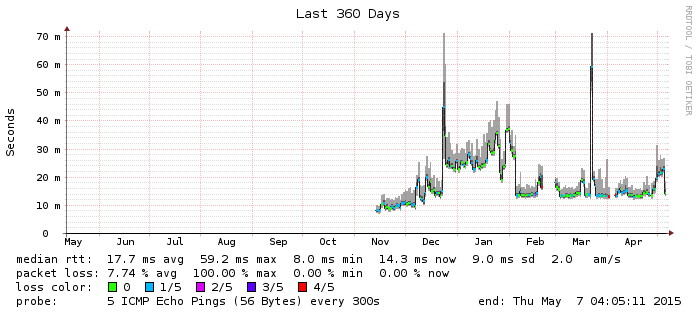 Last 360 Days
RRDTOOL / TOBI OETIKER
Seconds
70 m
60 m
50 m
40 m
30 m
20 m
10 m
0
May Jun Jul Aug Sep Oct Nov Dec Jan Feb Mar Apr
median rtt: 17.7 ms avg 59.2 ms max 8.0 ms min 14.3 ms now 9.0 ms sd 2.0 am/s
packet loss: 7.74 % avg 100.00 % max 0.00 % min 0.00 % now
loss color: 0 1/5 2/5 3/5 4/5
probe: 5 ICMP Echo Pings (56 Bytes) every 300s end: Thu May 7 04:05:11 2015